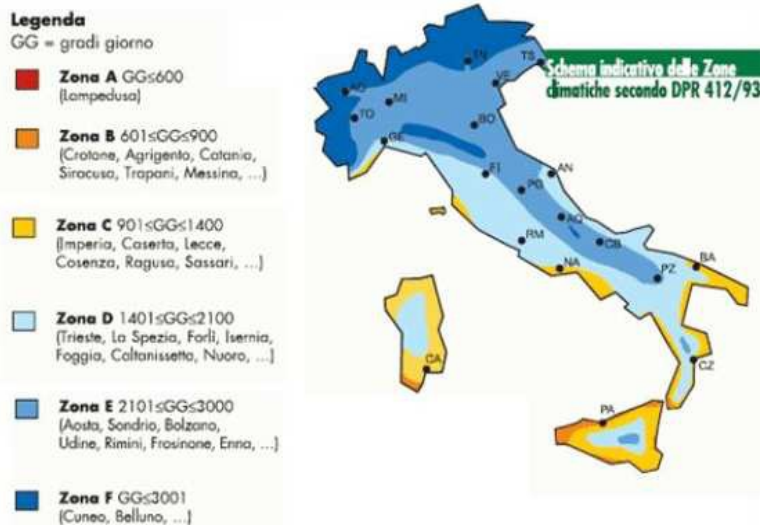 Legenda
GG = gradi giorno
Zona A GG≤600
(Lampedusa)
Zona B 601≤GG≤900
(Crotone, Agrigento, Catania,
Siracusa, Trapani, Messina, ...)
Zona C 901≤GG≤1400
(Imperia, Caserta, Lecce,
Cosenza, Ragusa, Sassari, ...)
Zona D 1401≤GG≤2100
(Trieste, La Spezia, Forlì, Isernia,
Foggia, Caltanissetta, Nuoro, ...)
Zona E 2101≤GG≤3000
(Aosta, Sondrio, Bolzano,
Udine, Rimini, Frosinone, Enna, ...)
Zona F GG≤3001
(Cuneo, Belluno, ...)
Schema indicativo delle Zone
climatiche secondo DPR 412/93
TN
TS
AO
MI
VE
TO
BO
GE
FI
AN
PG
AQ
RM
CB
NA
BA
PZ
CA
CZ
PA